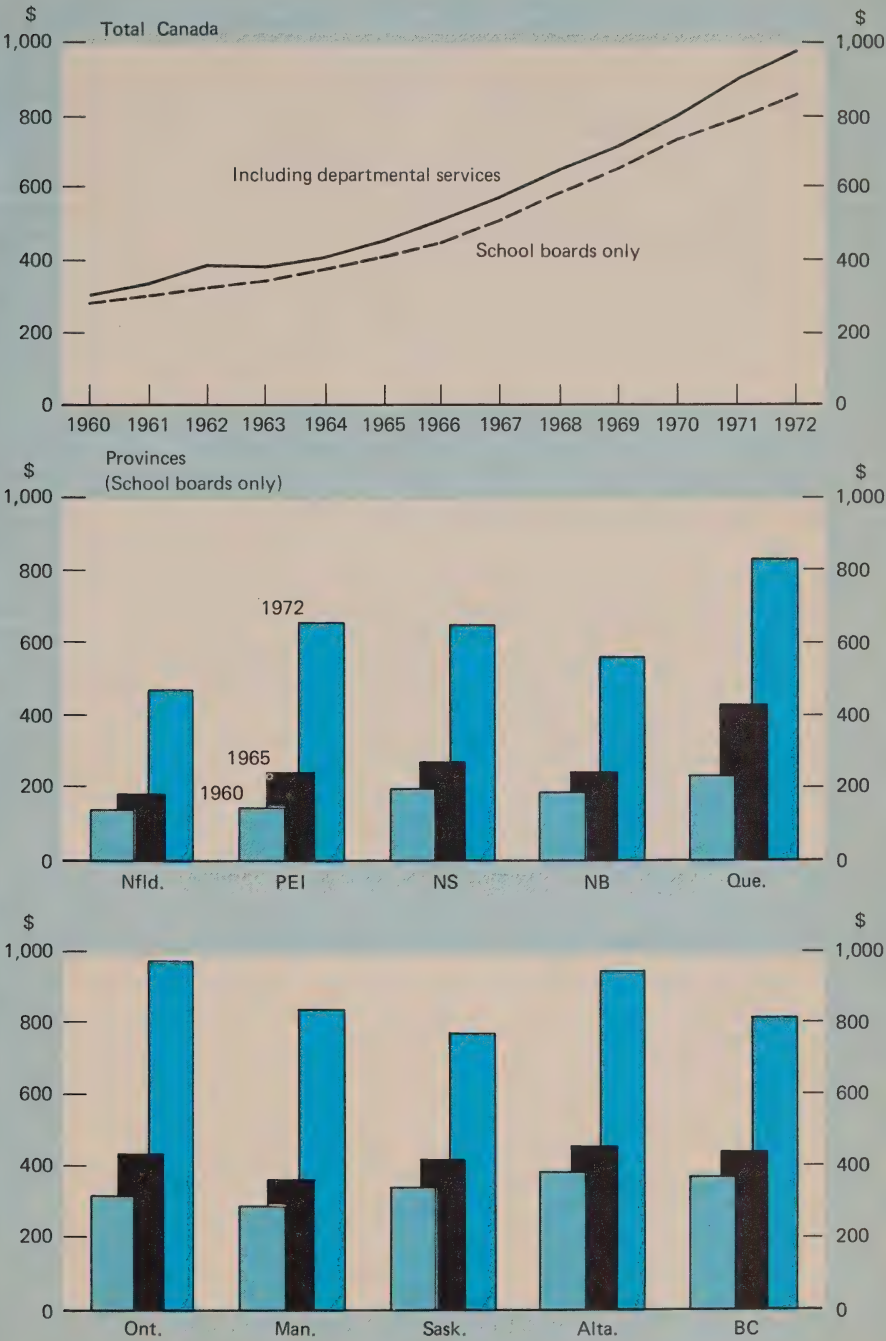 $ $
Total Canada
1,000 1,000
800 800
Including departmental services
600 600
School boards only
400 400
200 200
0 0
1960 1961 1962 1963 1964 1965 1966 1967 1968 1969 1970 1971 1972
Provinces
(School boards only)
$ $
1,000 1,000
800 800
1972
600 600
400 400
1965
200 1960 200
0 0
Nfld. PEI NS NB Que.
$ $
1,000 1,000
800 800
600 600
400 400
200 200
0 0
Ont. Man. Sask. Alta. BC